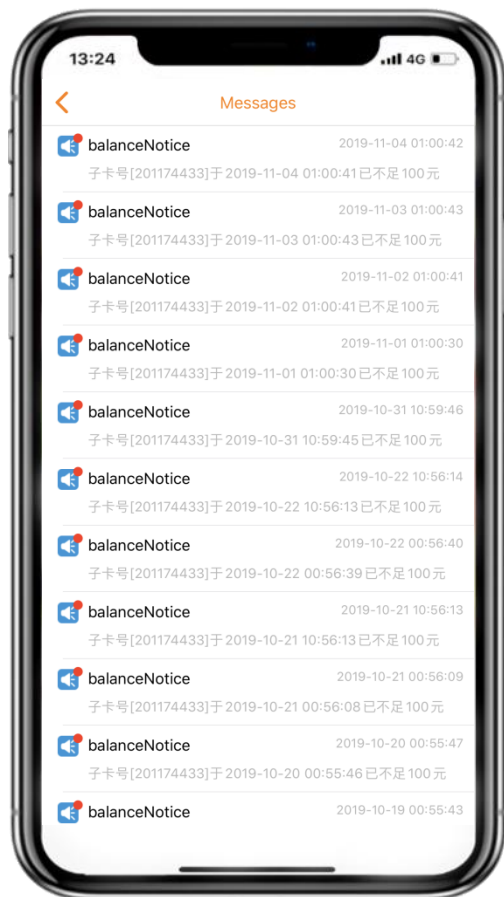 13:24
4G
Messages
balanceNotice 2019-11-04 01:00:42
子卡号[201174433]于2019-11-04 01:00:41已不足100元
balanceNotice 2019-11-03 01:00:43
子卡号[201174433]于2019-11-03 01:00:43已不足100元
balanceNotice 2019-11-02 01:00:41
子卡号[201174433]于2019-11-02 01:00:41已不足100元
balanceNotice 2019-11-01 01:00:30
子卡号[201174433]于2019-11-01 01:00:30已不足100元
balanceNotice 2019-10-31 10:59:46
子卡号[201174433]于2019-10-31 10:59:45已不足100元
balanceNotice 2019-10-22 10:56:14
子卡号[201174433]于2019-10-22 10:56:13已不足100元
balanceNotice 2019-10-22 00:56:40
子卡号[201174433]于2019-10-22 00:56:39已不足100元
balanceNotice 2019-10-21 10:56:13
子卡号[201174433]于2019-10-21 10:56:13已不足100元
balanceNotice 2019-10-21 00:56:09
子卡号[201174433]于2019-10-21 00:56:08已不足100元
balanceNotice 2019-10-20 00:55:47
子卡号[201174433]于2019-10-20 00:55:46已不足100元
balanceNotice 2019-10-19 00:55:43